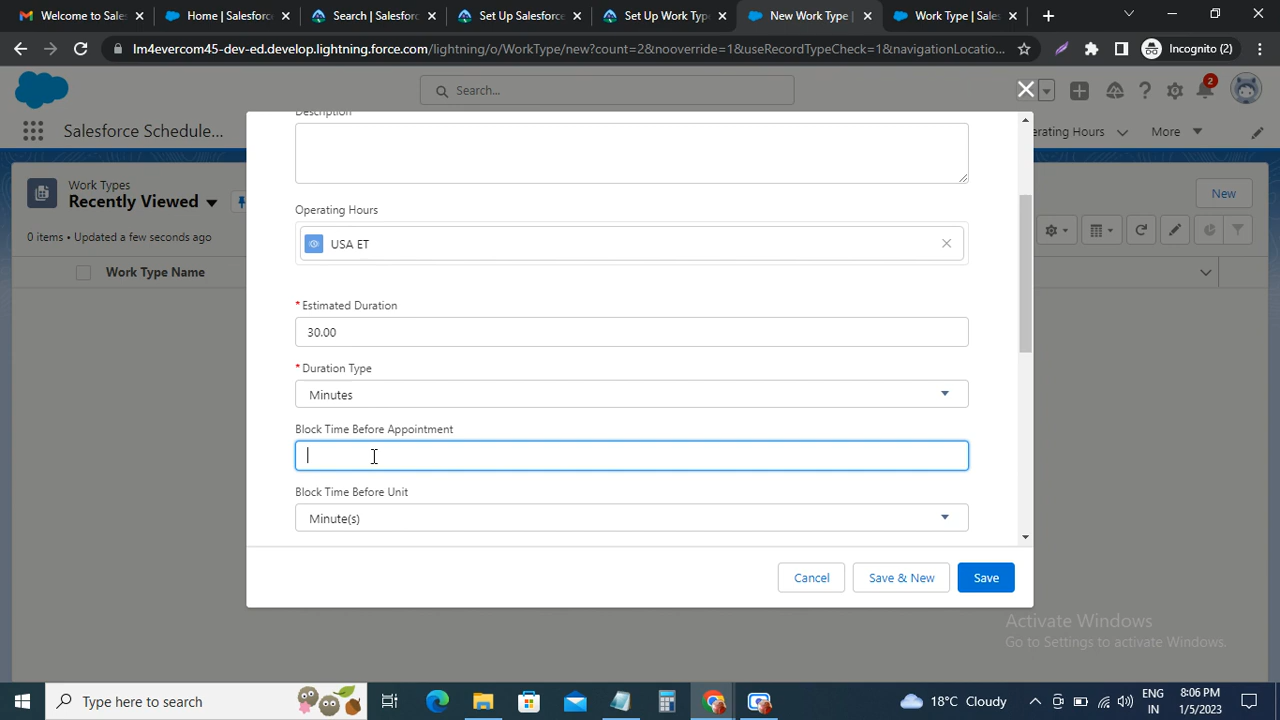 Welcome to Sales
Home | Salesforc
Search | Salesfor
Set Up Salesforce
Set Up Work Typ
New Work Type |
Work Type | Sales
lm4evercom45-dev-ed.develop.lightning.force.com/lightning/o/WorkType/new?count=2&nooverride=1&useRecordTypeCheck=1&navigationLocatio...
Incognito (2)
Search...
2
Salesforce Schedule...
erating Hours
More
Work Types
Recently Viewed
New
0 items • Updated a few seconds ago
Work Type Name
Description
Operating Hours
USA ET
*Estimated Duration
30.00
*Duration Type
Minutes
Block Time Before Appointment
Block Time Before Unit
Minute(s)
Cancel
Save & New
Save
Activate Windows
Go to Settings to activate Windows.
Type here to search
18°C Cloudy
ENG
IN
8:06 PM
1/5/2023